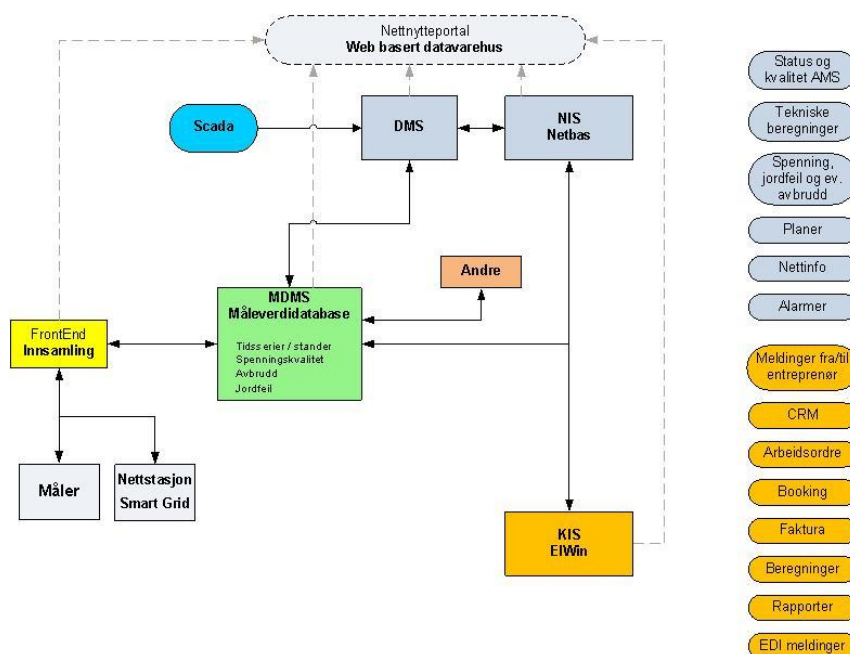 Nettnytteportal
Web basert datavarehus
Scada
DMS
NIS
Netbas
Andre
MDMS
Måleverdidatabase
Tidsserier / stander
Spenningskvalitet
Avbrudd
Jordfeil
FrontEnd
Innsamling
Måler
Nettstasjon
Smart Grid
KIS
ElWin
Status og
kvalitet AMS
Tekniske
beregninger
Spenning,
jordfeil og ev.
avbrudd
Planer
Nettinfo
Alarmer
Meldinger fra/til
entreprenør
CRM
Arbeidsordre
Booking
Faktura
Beregninger
Rapporter
EDI meldinger